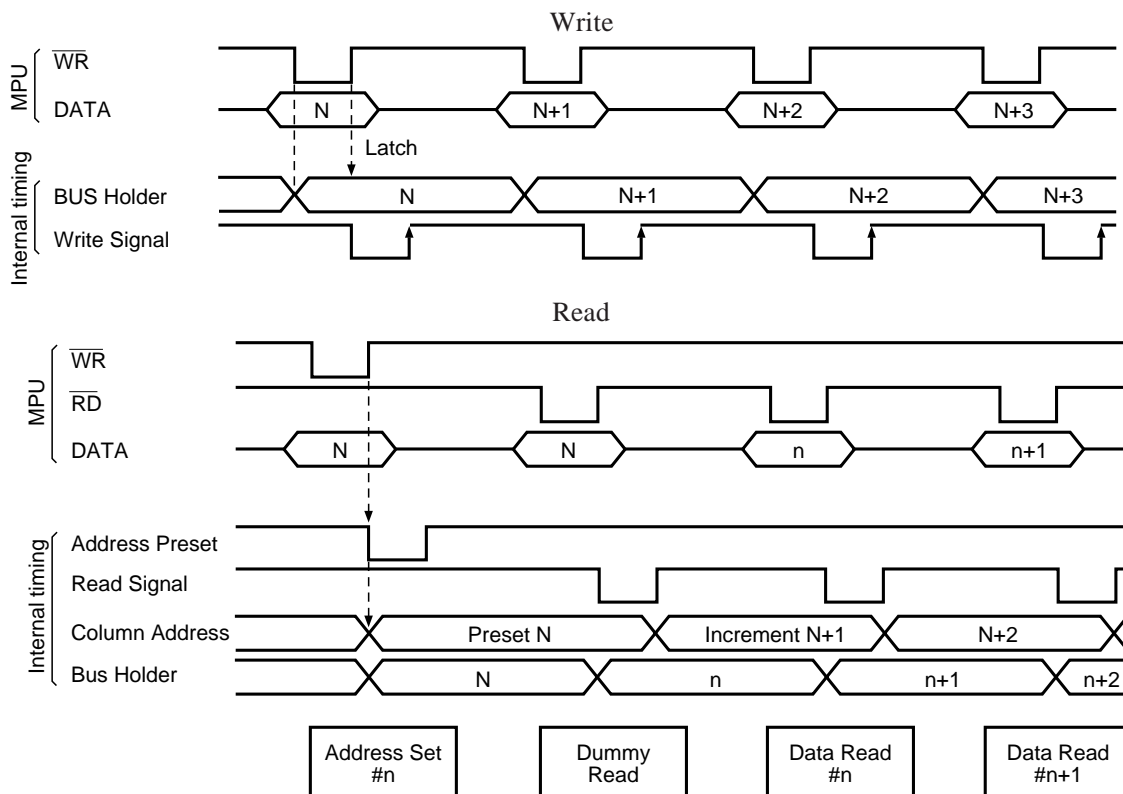 Write
MPU
WR
DATA
N
N+1
N+2
N+3
Latch
Internal timing
BUS Holder
N
N+1
N+2
N+3
Write Signal
Read
MPU
WR
RD
DATA
N
N
n
n+1
Internal timing
Address Preset
Read Signal
Column Address
Preset N
Increment N+1
N+2
Bus Holder
N
n
n+1
n+2
Address Set
#n
Dummy
Read
Data Read
#n
Data Read
#n+1